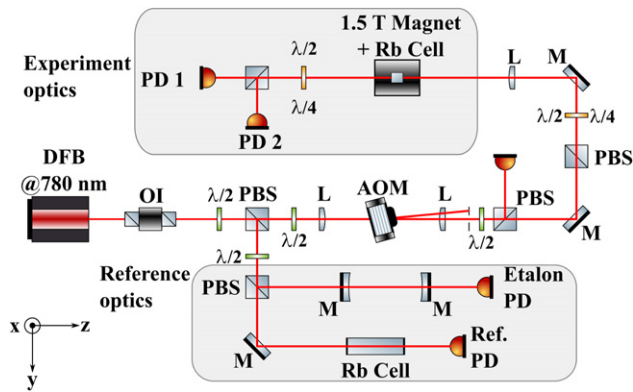 1.5 T Magnet
+ Rb Cell
Experiment
optics
PD 1
λ/2
λ/4
PD 2
L
M
λ/2
λ/4
PBS
DFB
@780 nm
OI
λ/2
PBS
λ/2
L
AOM
L
λ/2
PBS
M
λ/2
Reference
optics
PBS
M
M
Etalon
PD
M
Rb Cell
Ref.
PD
x
z
y